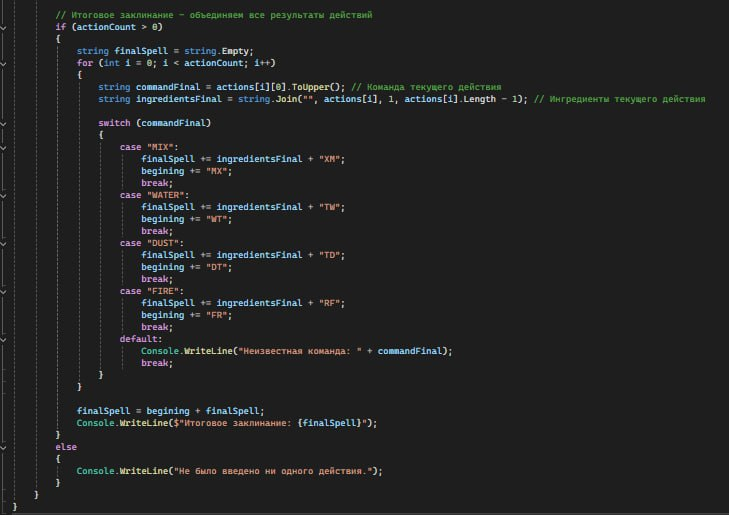 // Итоговое заклинание – объединяем все результаты действий
if (actionCount > 0)
{
string finalSpell = string.Empty;
for (int i = 0; i < actionCount; i++)
{
string commandFinal = actions[i][0].ToUpper(); // Команда текущего действия
string ingredientsFinal = string.Join("", actions[i], 1, actions[i].Length - 1); // Ингредиенты текущего действия
switch (commandFinal)
{
case "MIX":
finalSpell += ingredientsFinal + "XM";
begining += "MX";
break;
case "WATER":
finalSpell += ingredientsFinal + "TW";
begining += "WT";
break;
case "DUST":
finalSpell += ingredientsFinal + "TD";
begining += "DT";
break;
case "FIRE":
finalSpell += ingredientsFinal + "RF";
begining += "FR";
break;
default:
Console.WriteLine("Неизвестная команда: " + commandFinal);
break;
}
}
finalSpell = begining + finalSpell;
Console.WriteLine($"Итоговое заклинание: {finalSpell}");
}
else
{
Console.WriteLine("Не было введено ни одного действия.");
}
}
}